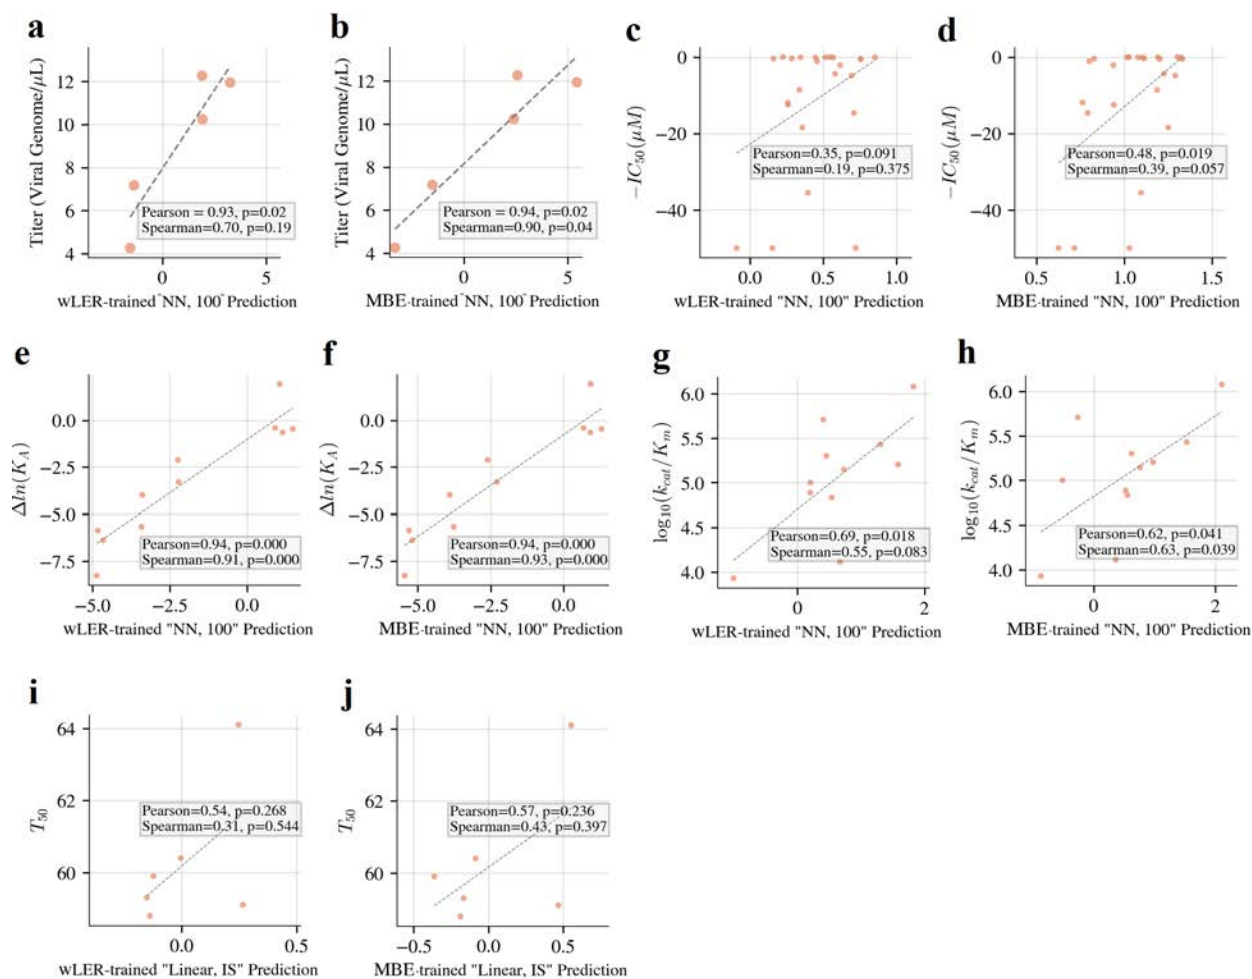 a
b
c
d
Titer (Viral Genome/μL)
12
10
8
6
4
Pearson = 0.93, p=0.02
Spearman=0.70, p=0.19
0
5
wLER-trained "NN, 100" Prediction
Titer (Viral Genome/μL)
12
10
8
6
4
Pearson = 0.94, p=0.02
Spearman=0.90, p=0.04
0
5
MBE-trained "NN, 100" Prediction
−IC50(μM)
0
−20
−40
Pearson=0.35, p=0.091
Spearman=0.19, p=0.375
0.0
0.5
1.0
wLER-trained "NN, 100" Prediction
−IC50(μM)
0
−20
−40
Pearson=0.48, p=0.019
Spearman=0.39, p=0.057
0.5
1.0
1.5
MBE-trained "NN, 100" Prediction
e
f
g
h
Δln(KA)
0.0
−2.5
−5.0
−7.5
Pearson=0.94, p=0.000
Spearman=0.91, p=0.000
−5.0
−2.5
0.0
wLER-trained "NN, 100" Prediction
Δln(KA)
0.0
−2.5
−5.0
−7.5
Pearson=0.94, p=0.000
Spearman=0.93, p=0.000
−5.0
−2.5
0.0
MBE-trained "NN, 100" Prediction
log10(kcat/Km)
6.0
5.5
5.0
4.5
4.0
Pearson=0.69, p=0.018
Spearman=0.55, p=0.083
0
2
wLER-trained "NN, 100" Prediction
log10(kcat/Km)
6.0
5.5
5.0
4.5
4.0
Pearson=0.62, p=0.041
Spearman=0.63, p=0.039
0
2
MBE-trained "NN, 100" Prediction
i
j
T50
64
62
60
Pearson=0.54, p=0.268
Spearman=0.31, p=0.544
0.0
0.5
wLER-trained "Linear, IS" Prediction
T50
64
62
60
Pearson=0.57, p=0.236
Spearman=0.43, p=0.397
−0.5
0.0
0.5
MBE-trained "Linear, IS" Prediction